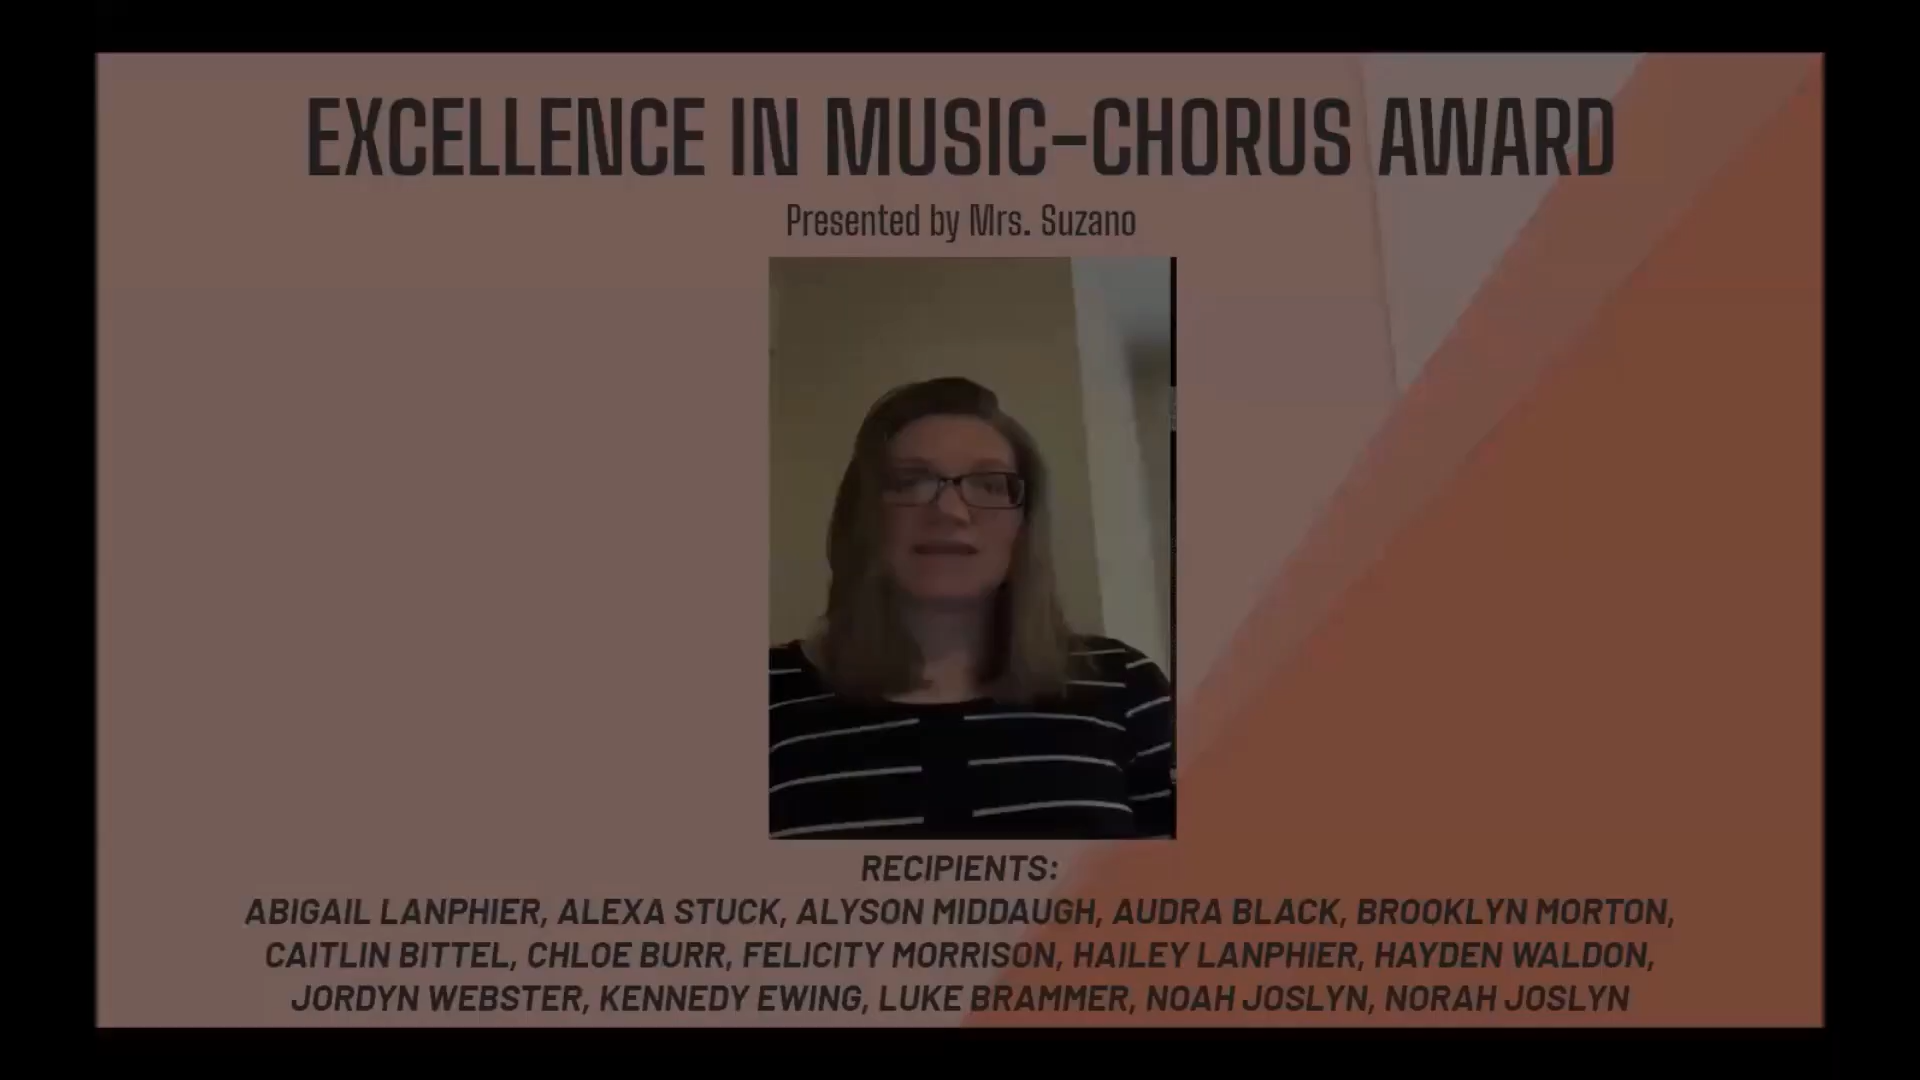 EXCELLENCE IN MUSIC-CHORUS AWARD
Presented by Mrs. Suzano
RECIPIENTS:
ABIGAIL LANPHIER, ALEXA STUCK, ALYSON MIDDAUGH, AUDRA BLACK, BROOKLYN MORTON,
CAITLIN BITTEL, CHLOE BURR, FELICITY MORRISON, HAILEY LANPHIER, HAYDEN WALDON,
JORDYN WEBSTER, KENNEDY EWING, LUKE BRAMMER, NOAH JOSLYN, NORAH JOSLYN